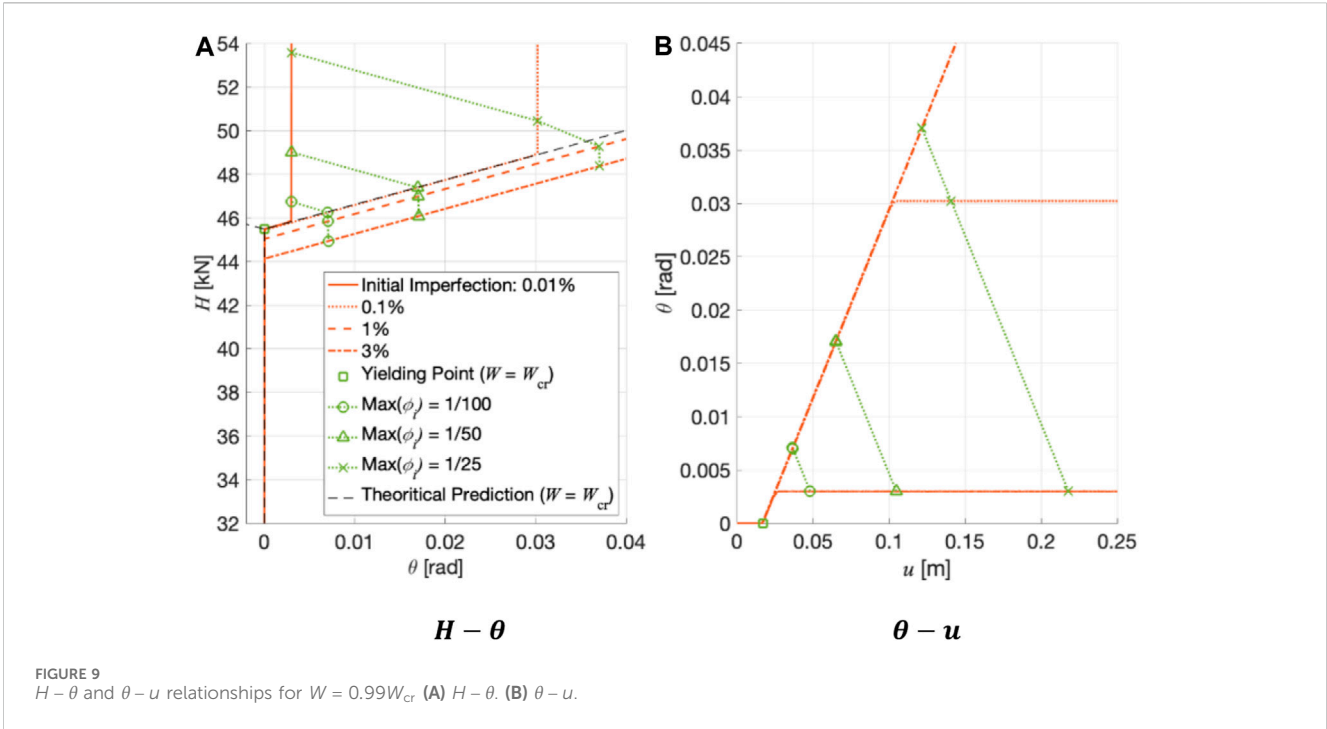 A
54
52
50
48
46
44
42
40
38
36
34
32
H [kN]
0
0.01
0.02
0.03
0.04
θ [rad]
Initial Imperfection: 0.01%
0.1%
1%
3%
Yielding Point (W = Wcr)
Max(ϕi) = 1/100
Max(ϕi) = 1/50
Max(ϕi) = 1/25
Theoritical Prediction (W = Wcr)
H – θ
B
0.045
0.04
0.035
0.03
0.025
0.02
0.015
0.01
0.005
0
θ [rad]
0
0.05
0.1
0.15
0.2
0.25
u [m]
θ – u
FIGURE 9
H – θ and θ – u relationships for W = 0.99Wcr (A) H – θ. (B) θ – u.